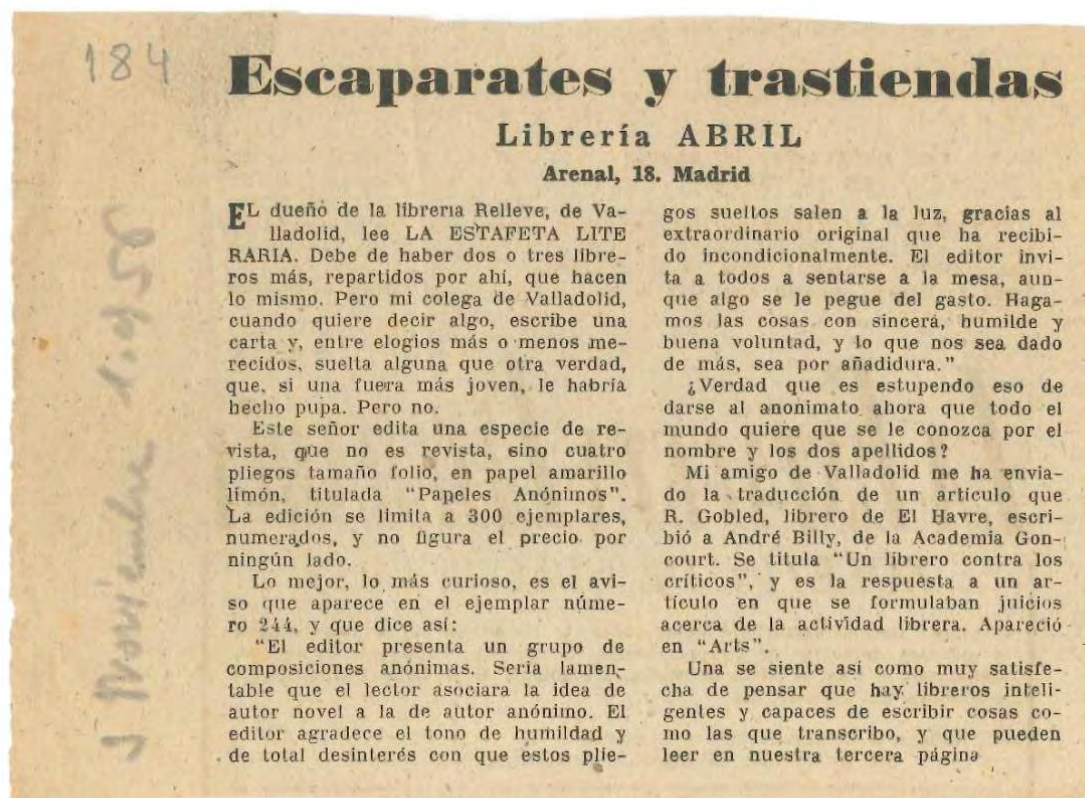 184
Escaparates y trastiendas
Librería ABRIL
Arenal, 18. Madrid
EL dueño de la librería Relieve, de Va-
lladolid, lee LA ESTAFETA LITE
RARIA. Debe de haber dos o tres libre-
ros más, repartidos por ahí, que hacen
lo mismo. Pero mi colega de Valladolid,
cuando quiere decir algo, escribe una
carta y, entre elogios más o menos me-
recidos, suelta alguna que otra verdad,
que, si una fuera más joven, le habría
hecho pupa. Pero no.
Este señor edita una especie de re-
vista, que no es revista, sino cuatro
pliegos tamaño folio, en papel amarillo
limón, titulada "Papeles Anónimos".
La edición se limita a 300 ejemplares,
numerados, y no figura el precio por
ningún lado.
Lo mejor, lo más curioso, es el avi-
so que aparece en el ejemplar núme-
ro 244, y que dice así:
"El editor presenta un grupo de
composiciones anónimas. Sería lamen-
table que el lector asociara la idea de
autor novel a la de autor anónimo. El
editor agradece el tono de humildad y
de total desinterés con que estos plie-
gos sueltos salen a la luz, gracias al
extraordinario original que ha recibi-
do incondicionalmente. El editor invi-
ta a todos a sentarse a la mesa, aun-
que algo se le pegue del gasto. Haga-
mos las cosas con sincera, humilde y
buena voluntad, y lo que nos sea dado
de más, sea por añadidura."
¿Verdad que es estupendo eso de
darse al anonimato ahora que todo el
mundo quiere que se le conozca por el
nombre y los dos apellidos?
Mi amigo de Valladolid me ha envia-
do la traducción de un artículo que
R. Gobled, librero de El Havre, escri-
bió a André Billy, de la Academia Gon-
court. Se titula "Un librero contra los
críticos", y es la respuesta a un ar-
tículo en que se formulaban juicios
acerca de la actividad librera. Apareció
en "Arts".
Una se siente así como muy satisfe-
cha de pensar que hay libreros inteli-
gentes y capaces de escribir cosas co-
mo las que transcribo, y que pueden
leer en nuestra tercera página
Noviembre